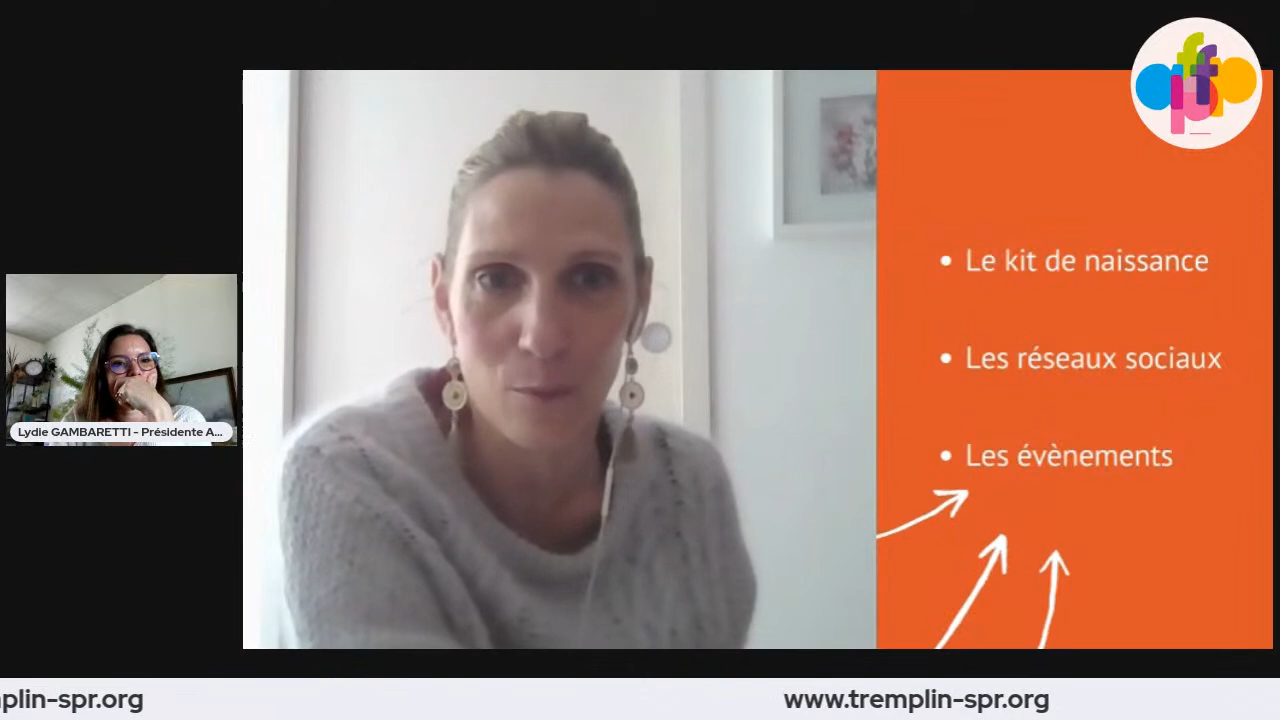 • Le kit de naissance
• Les réseaux sociaux
• Les évènements
Lydie GAMBARETTI - Présidente A...
plin-spr.org
www.tremplin-spr.org